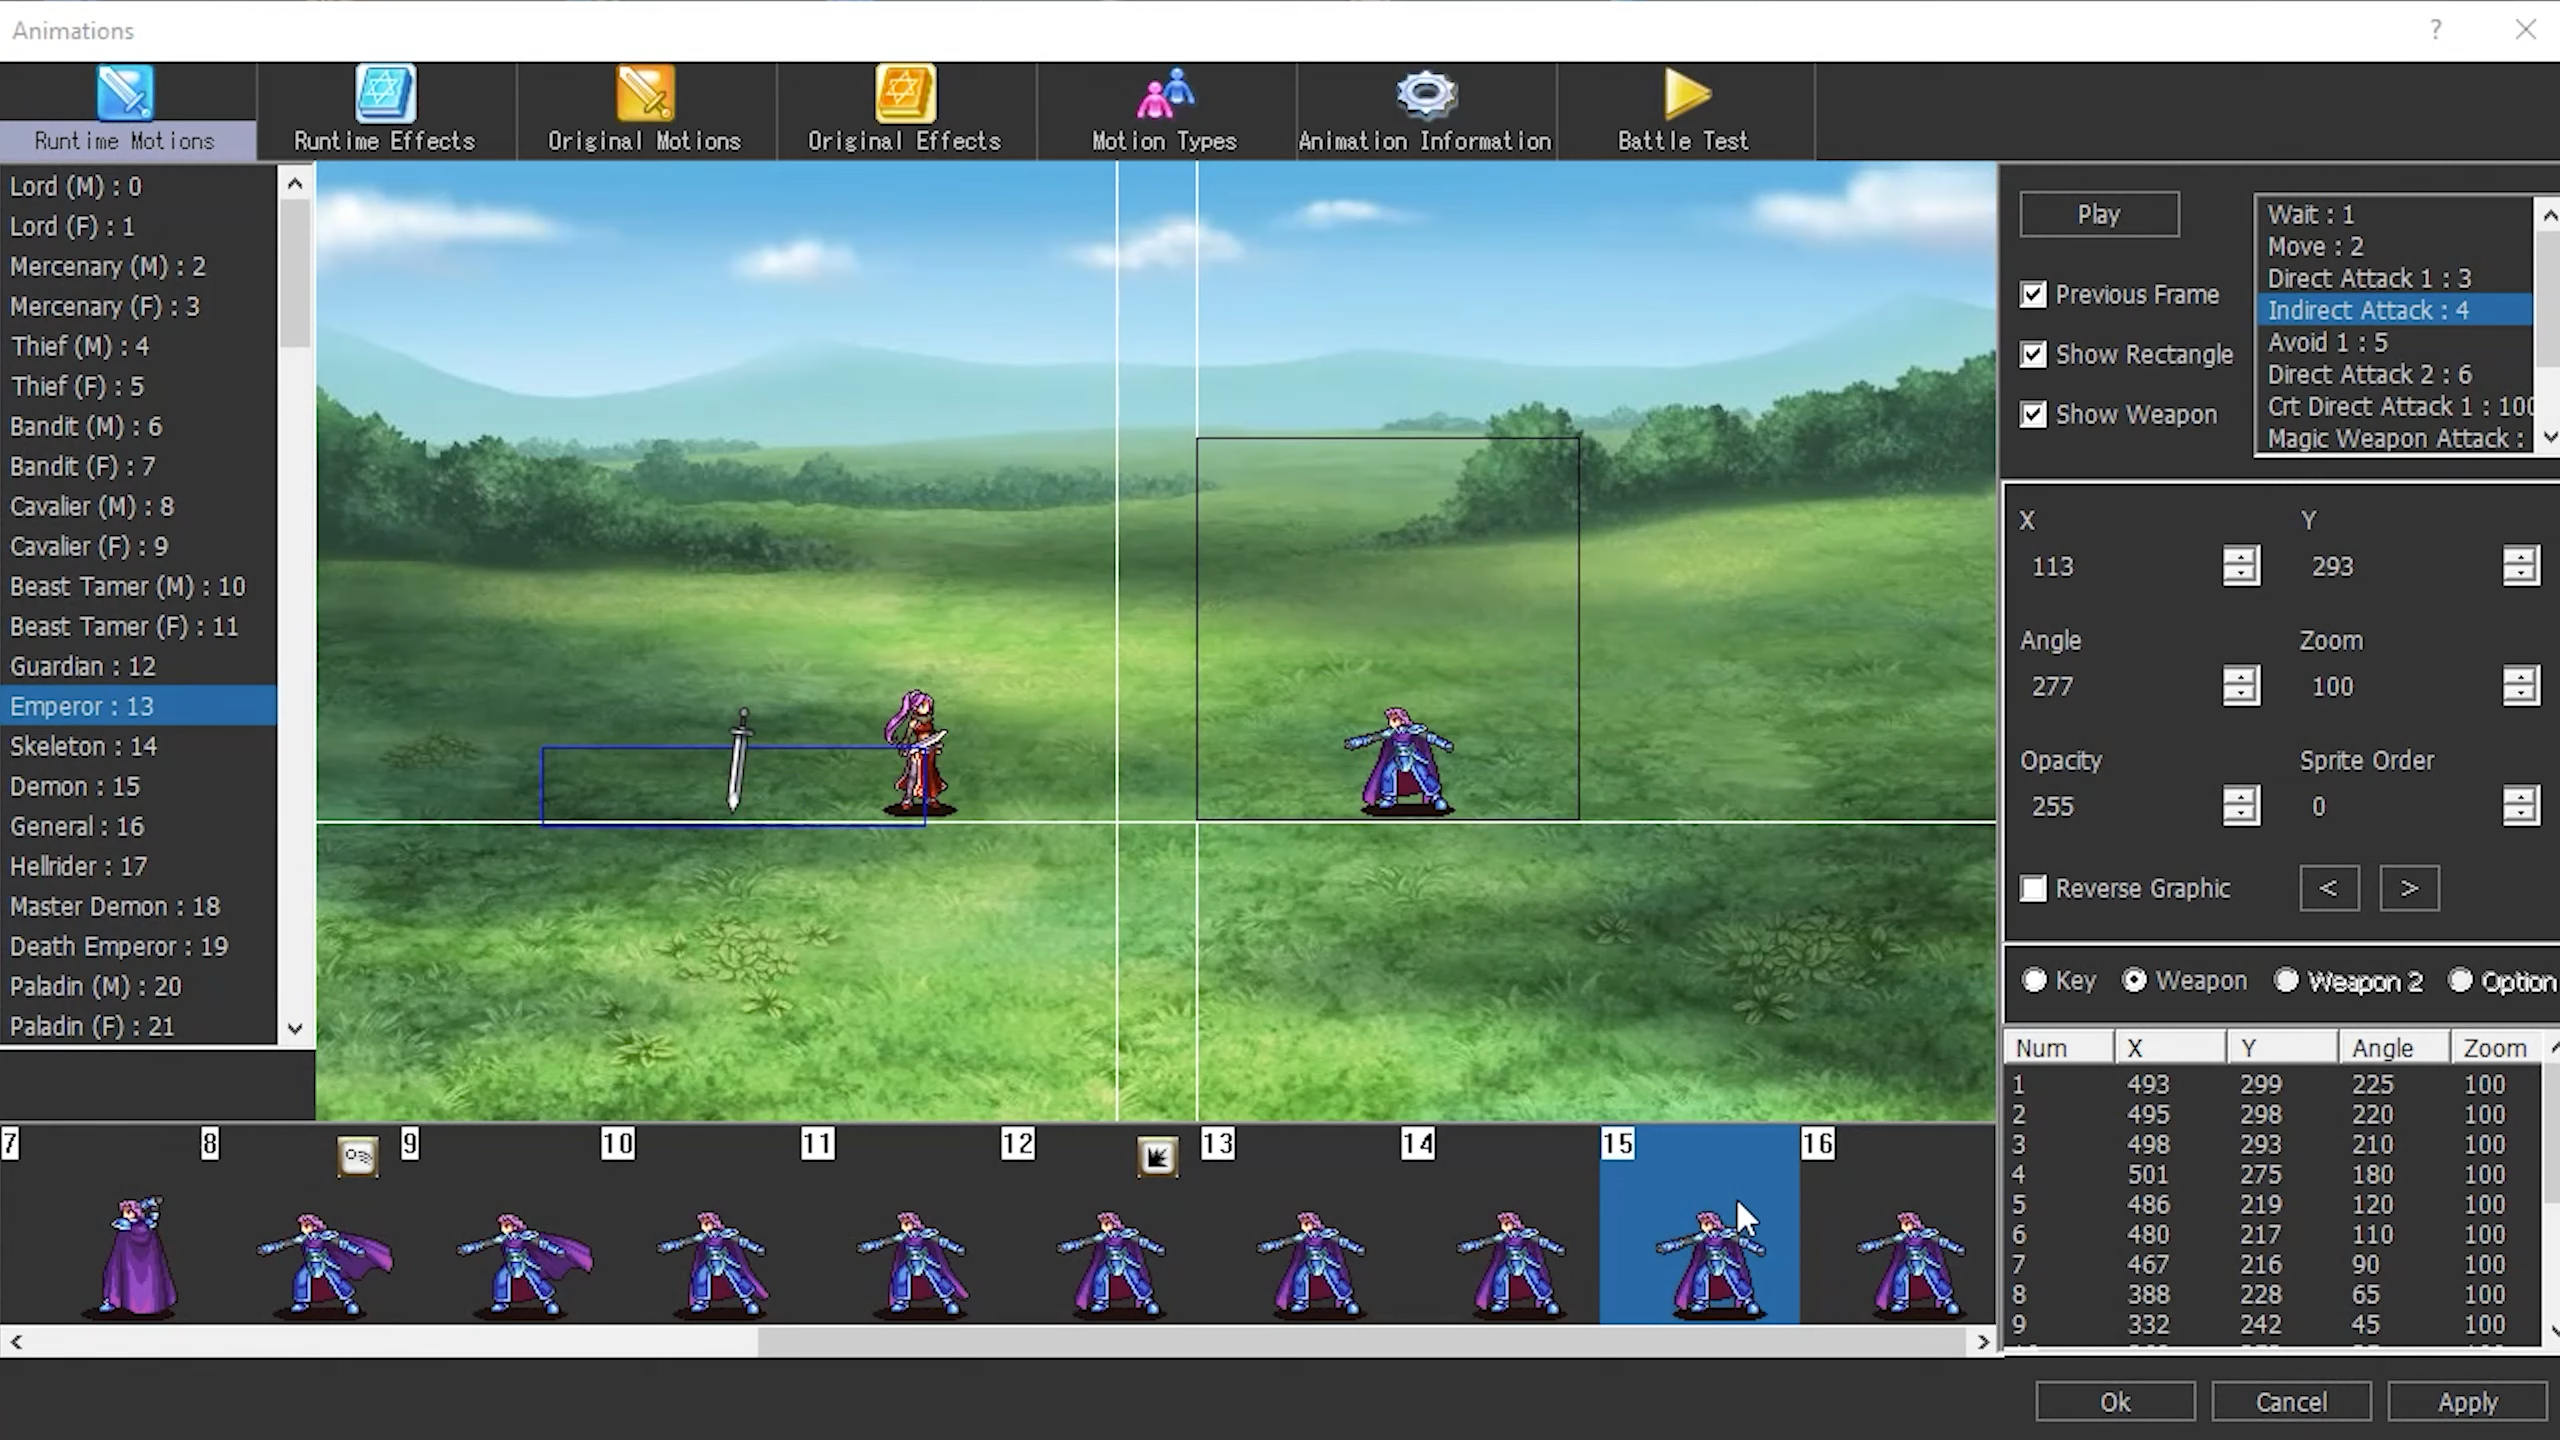 Animations
?
Runtime Motions
Runtime Effects
Original Motions
Original Effects
Motion Types
Animation Information
Battle Test
Lord (M) : 0
Lord (F) : 1
Mercenary (M) : 2
Mercenary (F) : 3
Thief (M) : 4
Thief (F) : 5
Bandit (M) : 6
Bandit (F) : 7
Cavalier (M) : 8
Cavalier (F) : 9
Beast Tamer (M) : 10
Beast Tamer (F) : 11
Guardian : 12
Emperor : 13
Skeleton : 14
Demon : 15
General : 16
Hellrider : 17
Master Demon : 18
Death Emperor : 19
Paladin (M) : 20
Paladin (F) : 21
Play
Previous Frame
Show Rectangle
Show Weapon
Wait : 1
Move : 2
Direct Attack 1 : 3
Indirect Attack : 4
Avoid 1 : 5
Direct Attack 2 : 6
Crt Direct Attack 1 : 100
Magic Weapon Attack :
X Y
113 293
Angle Zoom
277 100
Opacity Sprite Order
255 0
Reverse Graphic < >
Key Weapon Weapon 2 Option
Num X Y Angle Zoom
1 493 299 225 100
2 495 298 220 100
3 498 293 210 100
4 501 275 180 100
5 486 219 120 100
6 480 217 110 100
7 467 216 90 100
8 388 228 65 100
9 332 242 45 100
7 8 9 10 11 12 13 14 15 16
Ok Cancel Apply